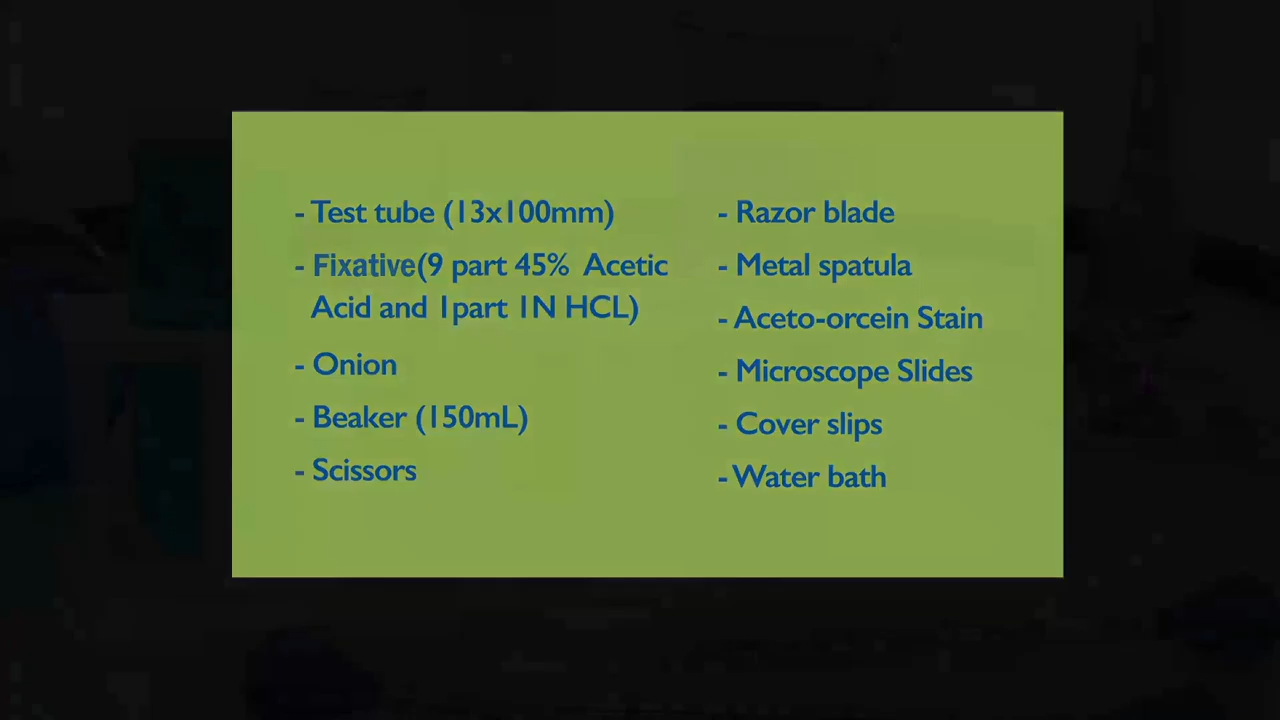 - Test tube (13x100mm)
- Fixative(9 part 45% Acetic
Acid and 1part 1N HCL)
- Onion
- Beaker (150mL)
- Scissors
- Razor blade
- Metal spatula
- Aceto-orcein Stain
- Microscope Slides
- Cover slips
- Water bath